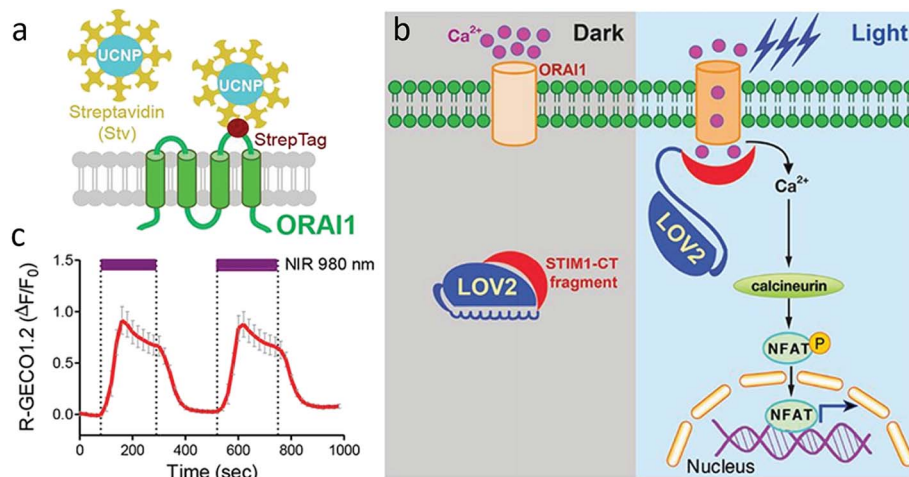 a
UCNP
UCNP
Streptavidin
(Stv)
StrepTag
ORAI1
b
Ca2+
Dark
Light
ORAI1
Ca2+
LOV2
STIM1-CT
fragment
LOV2
calcineurin
NFAT P
NFAT
Nucleus
c
NIR 980 nm
R-GECO1.2 (ΔF/F0)
1.5
1.0
0.5
0.0
0 200 400 600 800 1000
Time (sec)